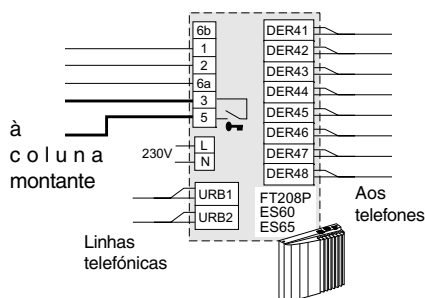 6b
1
2
6a
3
5
L
N
230V
URB1
URB2
DER41
DER42
DER43
DER44
DER45
DER46
DER47
DER48
FT208P
ES60
ES65
à
coluna
montante
Linhas
telefónicas
Aos
telefones